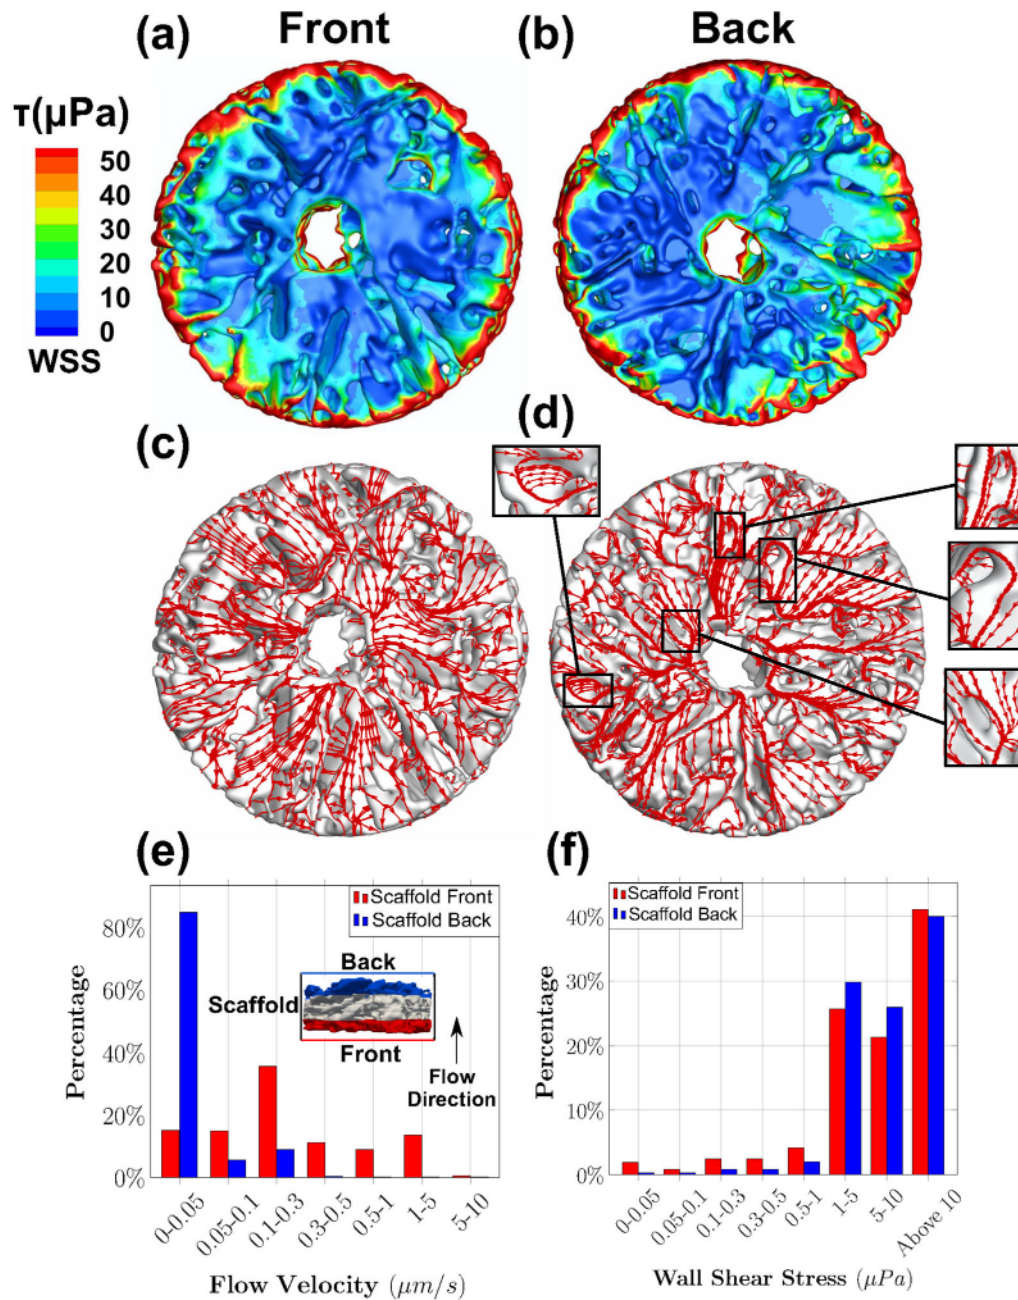 (a) Front
(b) Back
τ(μPa)
50
40
30
20
10
0
WSS
(c)
(d)
(e)
(f)
Percentage
80%
60%
40%
20%
0%
Scaffold Front
Scaffold Back
Back
Scaffold
Front
Flow
Direction
0-0.05
0.05-0.1
0.1-0.3
0.3-0.5
0.5-1
1-5
5-10
Flow Velocity (μm/s)
Percentage
40%
30%
20%
10%
0%
Scaffold Front
Scaffold Back
0-0.05
0.05-0.1
0.1-0.3
0.3-0.5
0.5-1
1-5
5-10
Above 10
Wall Shear Stress (μPa)